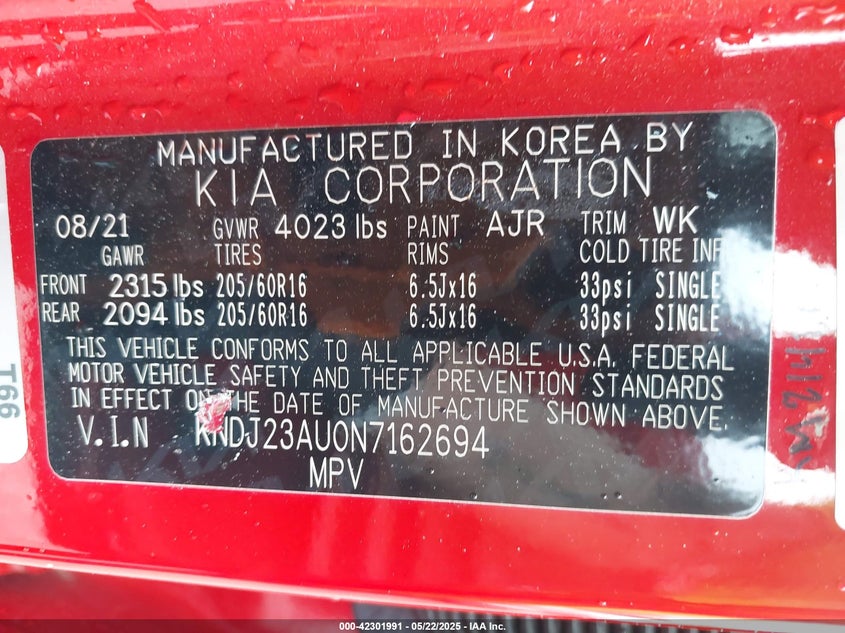 MANUFACTURED IN KOREA BY
KIA CORPORATION
08/21 GVWR 4023 lbs PAINT AJR TRIM WK
GAWR TIRES RIMS COLD TIRE INF
FRONT 2315 lbs 205/60R16 6.5Jx16 33psi SINGLE
REAR 2094 lbs 205/60R16 6.5Jx16 33psi SINGLE
THIS VEHICLE CONFORMS TO ALL APPLICABLE U.S.A. FEDERAL
MOTOR VEHICLE SAFETY AND THEFT PREVENTION STANDARDS
IN EFFECT ON THE DATE OF MANUFACTURE SHOWN ABOVE.
V.I.N KNDJ23AU0N7162694
MPV
T66
000-42301991 - 05/22/2025 - IAA Inc.